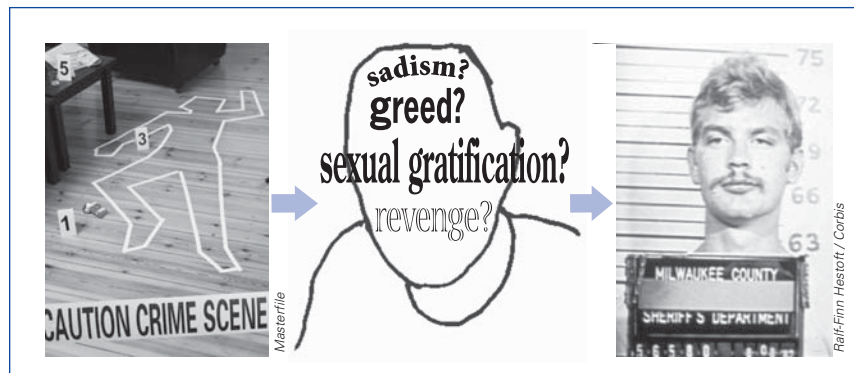 5
3
1
CAUTION CRIME SCENE
Masterfile
sadism?
greed?
sexual gratification?
revenge?
75
72
69
66
63
MILWAUKEE COUNTY
SHERIFF'S DEPARTMENT
Ralf-Finn Hestoft / Corbis